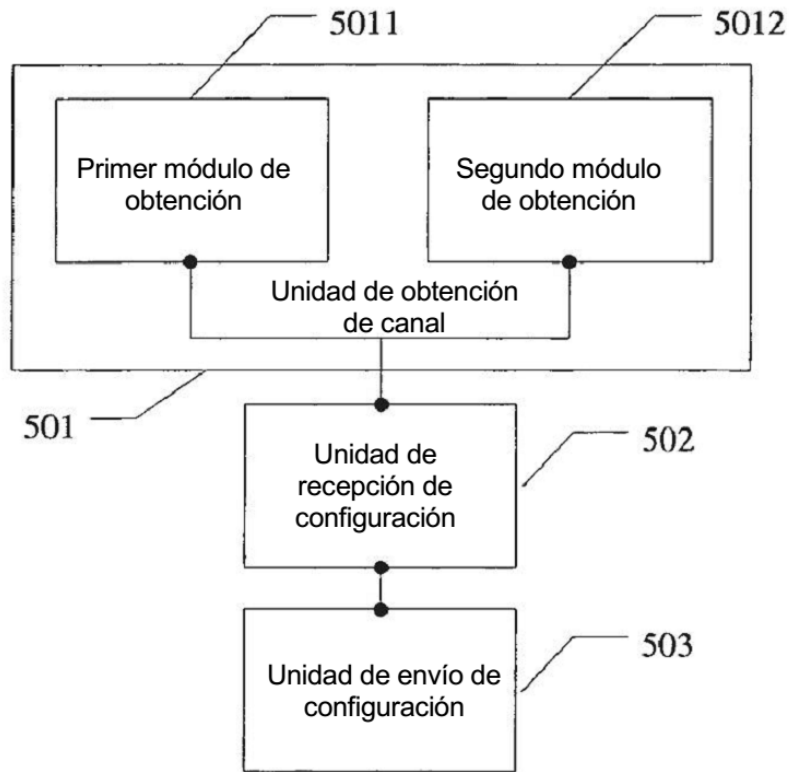 5011
5012
Primer módulo de
obtención
Segundo módulo
de obtención
Unidad de obtención
de canal
501
Unidad de
recepción de
configuración
502
Unidad de envío de
configuración
503